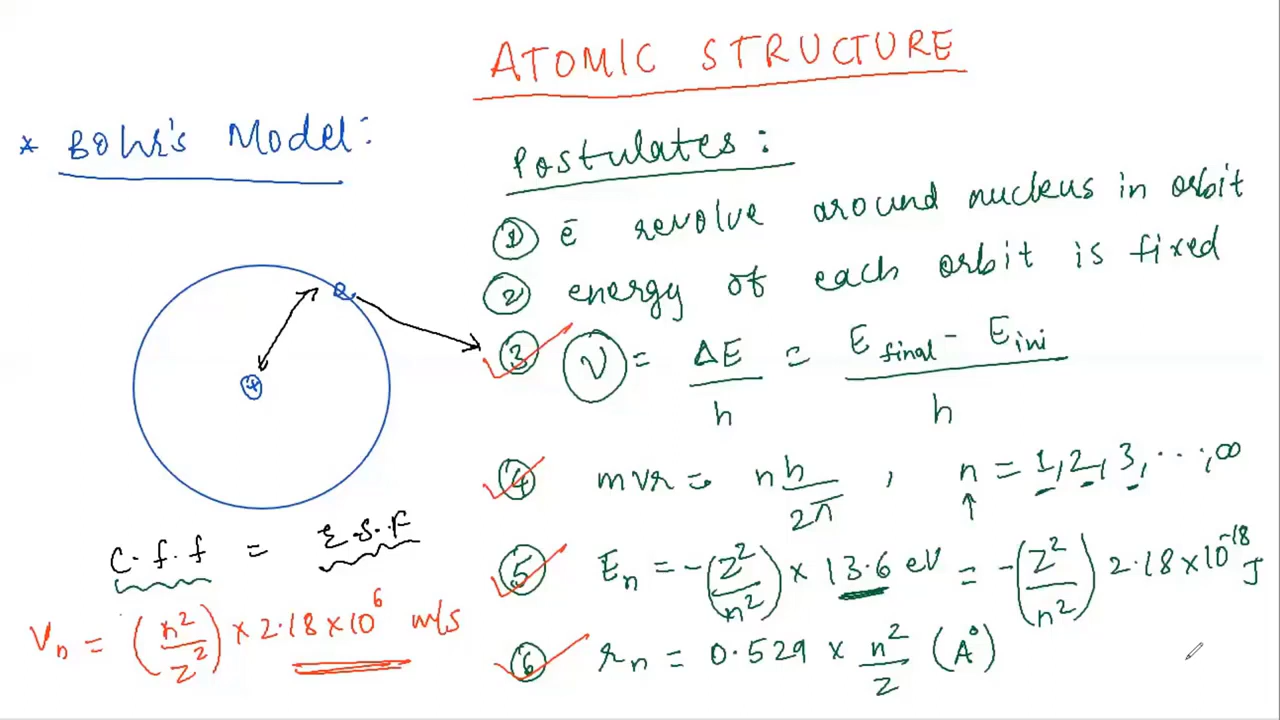 ATOMIC STRUCTURE
* Bohr's Model:
Postulates:
① ē revolve around nucleus in orbit
② energy of each orbit is fixed
③ ν = ΔE/h = (E final - E ini)/h
④ mvr = nh/2π , n = 1, 2, 3, ..., ∞
⑤ En = -(Z²/n²) × 13.6 eV = -(Z²/n²) 2.18 × 10⁻¹⁸ J
⑥ rn = 0.529 × n²/Z (A°)
e
+
C.f.f = E.S.F
Vn = (n²/Z²) × 2.18 × 10⁶ m/s